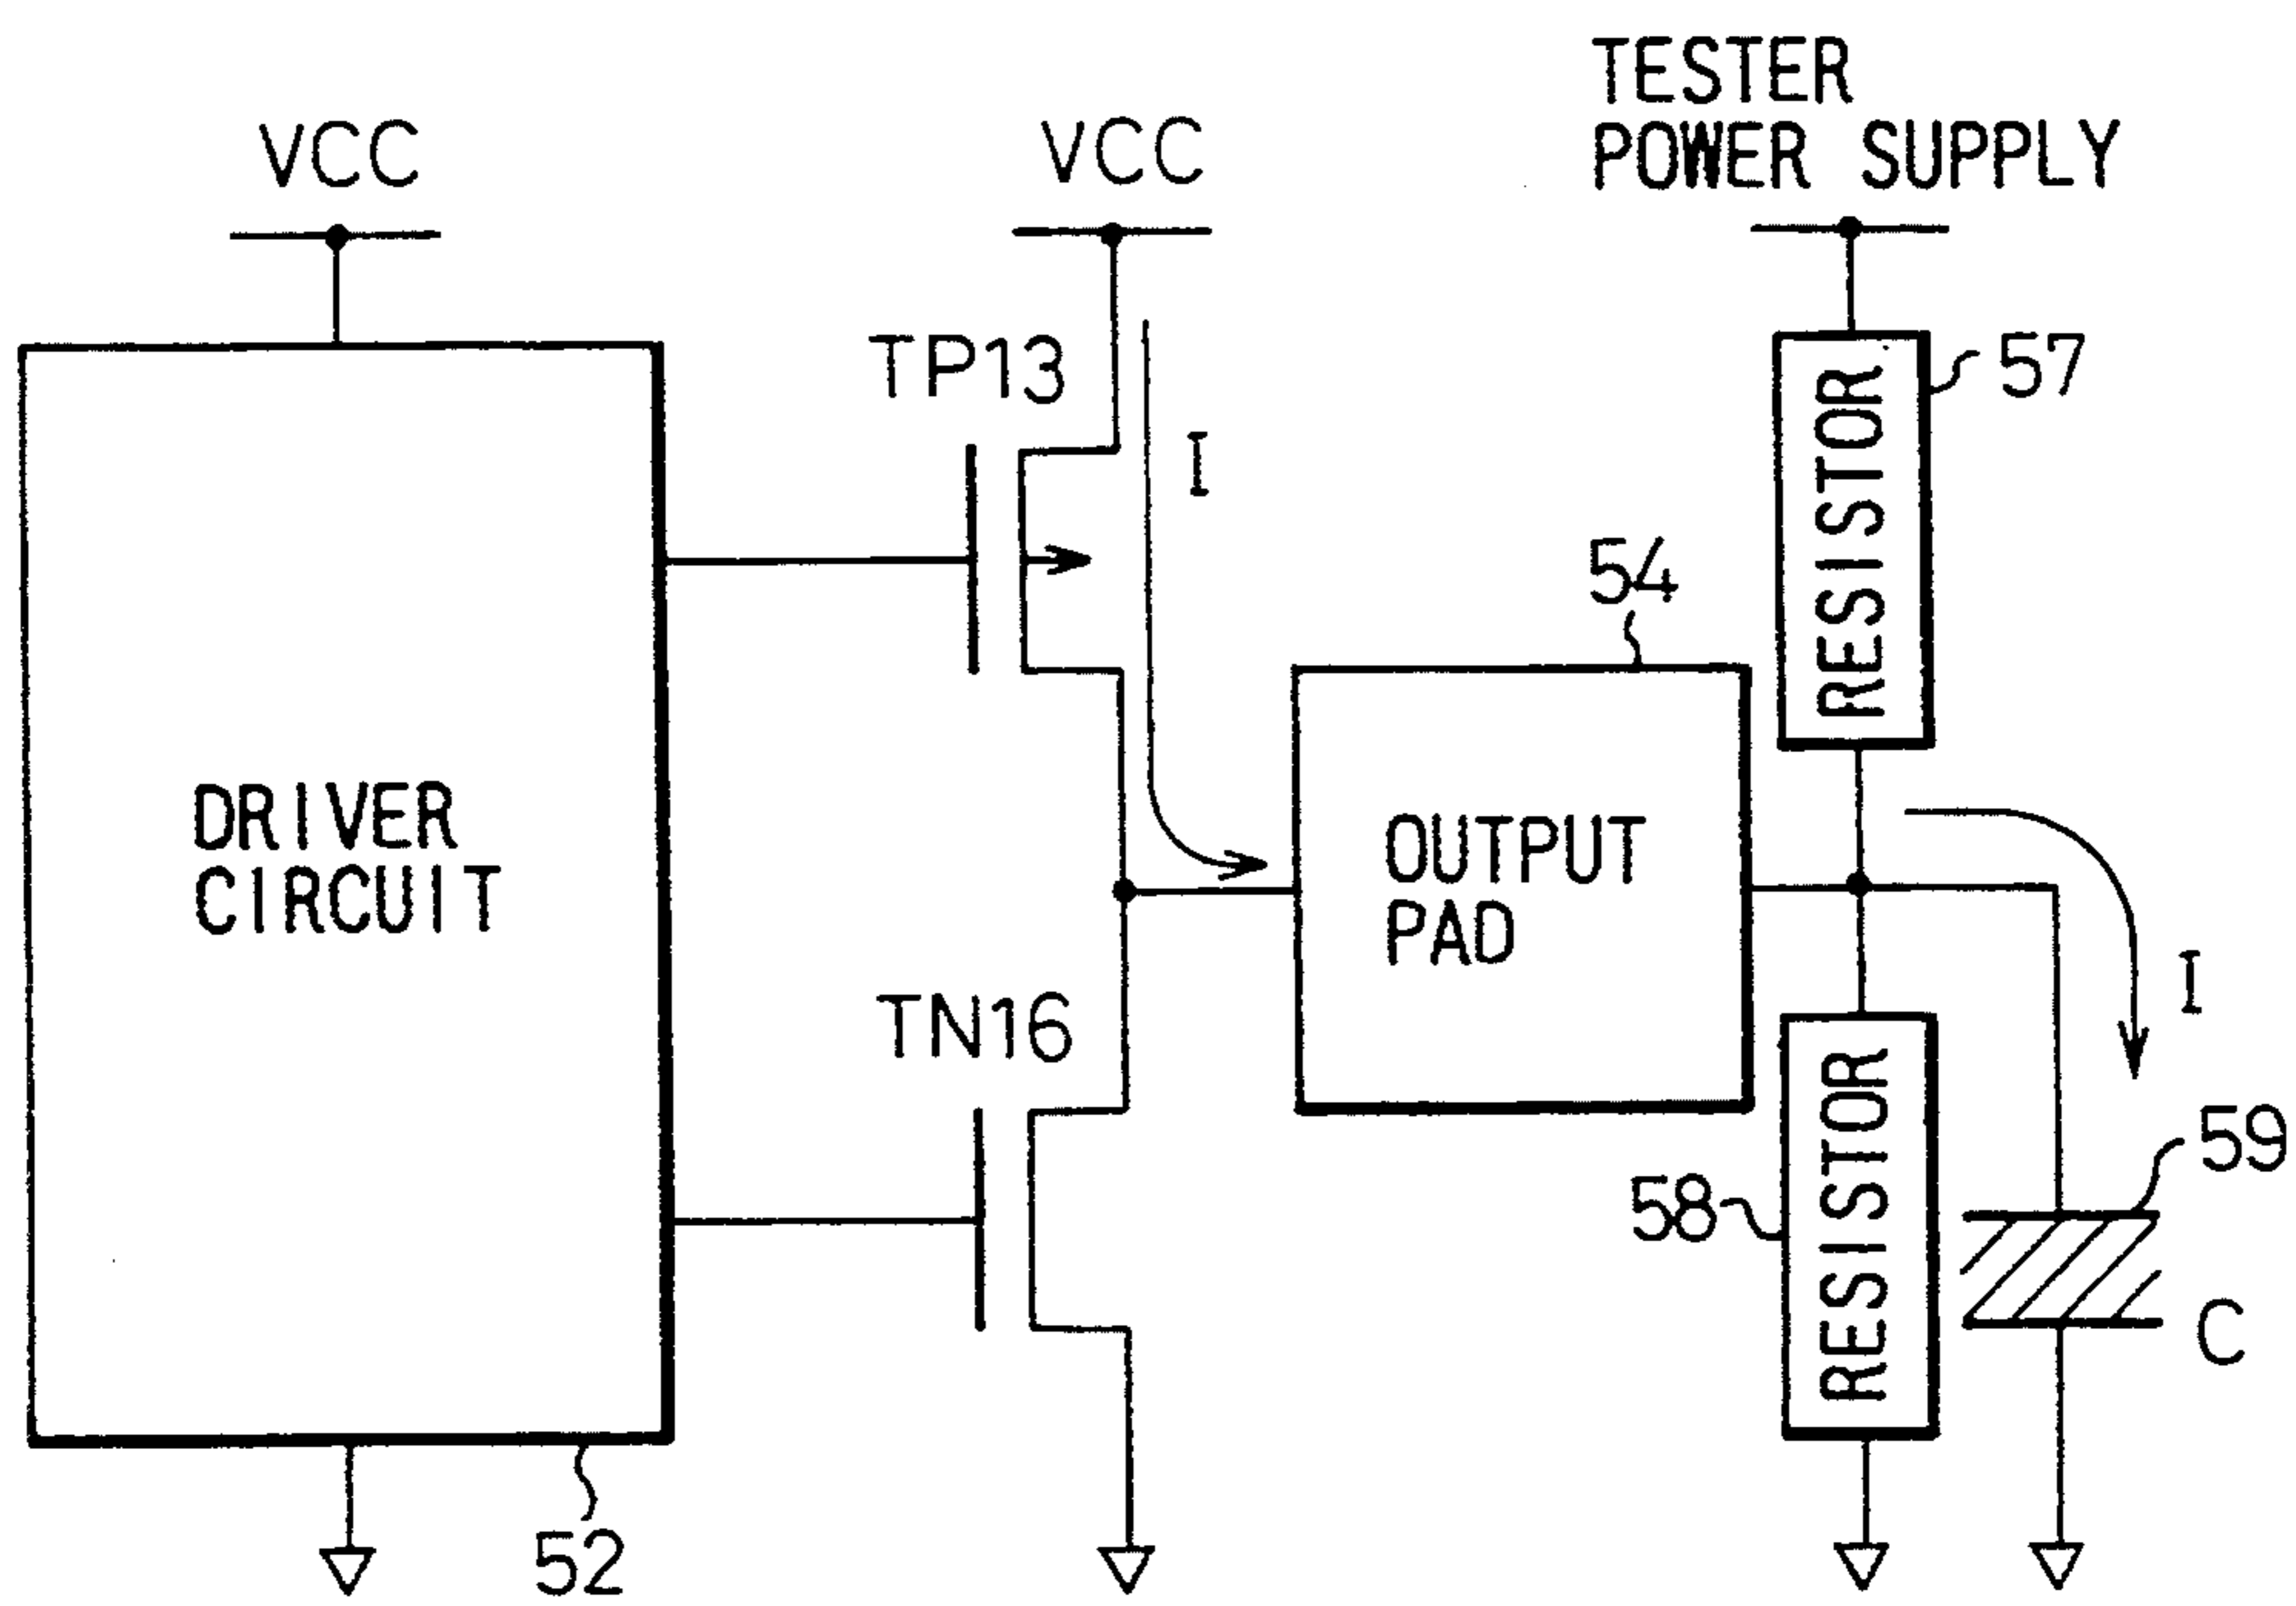 TESTER
POWER SUPPLY
VCC
VCC
TP13
I
57
RESISTOR
54
DRIVER
CIRCUIT
OUTPUT
PAD
TN16
I
59
58
RESISTOR
C
52